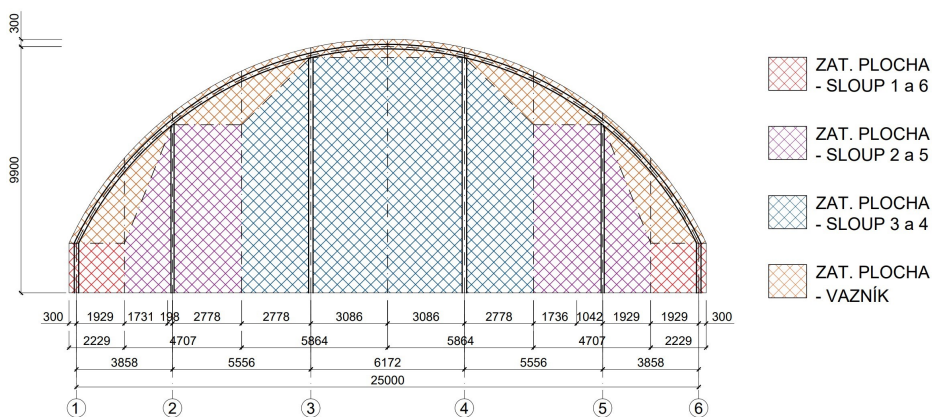 300
9900
ZAT. PLOCHA
- SLOUP 1 a 6
ZAT. PLOCHA
- SLOUP 2 a 5
ZAT. PLOCHA
- SLOUP 3 a 4
ZAT. PLOCHA
- VAZNÍK
300 1929 1731 198 2778 2778 3086 3086 2778 1736 1042 1929 1929 300
2229 4707 5864 5864 4707 2229
3858 5556 6172 5556 3858
25000
1 2 3 4 5 6